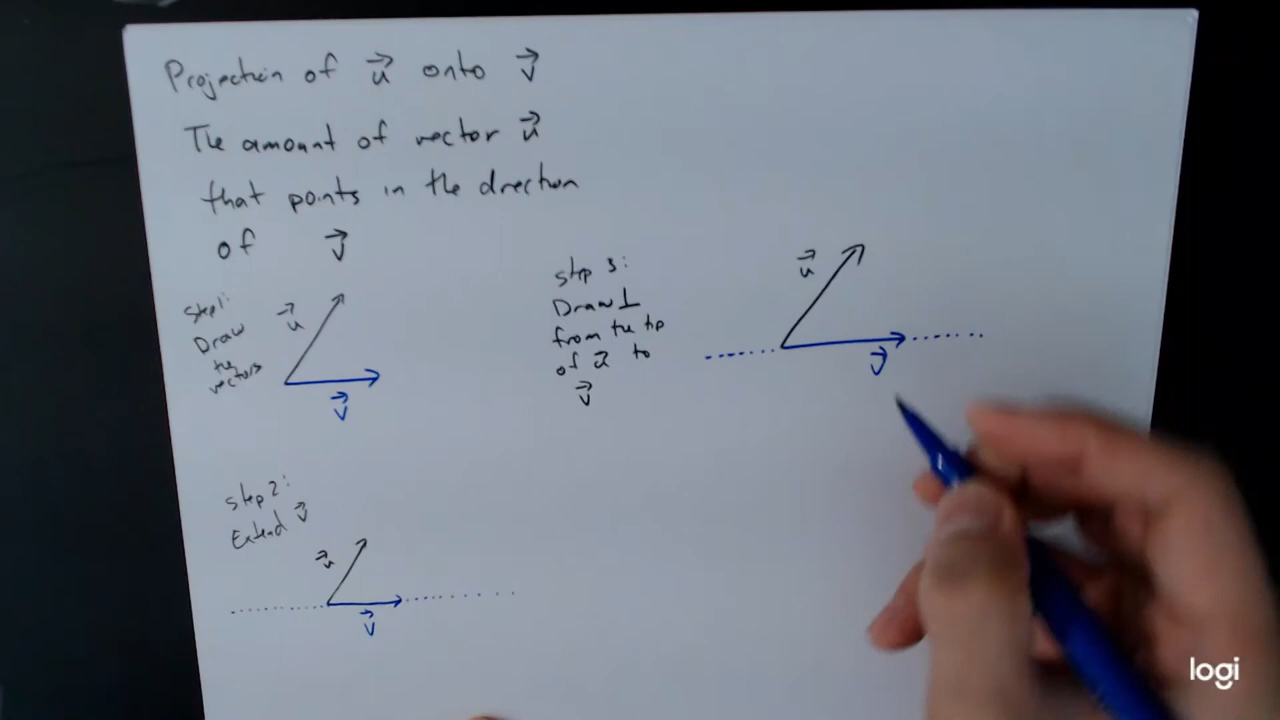 Projection of u⃗ onto v⃗
The amount of vector u⃗
that points in the direction
of v⃗
Step 1:
Draw
the
vectors
u⃗
v⃗
Step 2:
Extend v⃗
u⃗
v⃗
Step 3:
Draw ⊥
from the tip
of u⃗ to
v⃗
u⃗
v⃗
logi